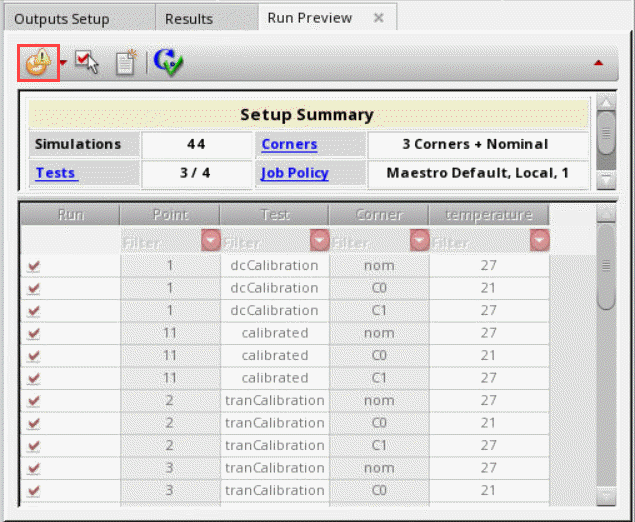 Outputs Setup Results Run Preview
Setup Summary
Simulations 44 Corners 3 Corners + Nominal
Tests 3 / 4 Job Policy Maestro Default, Local, 1
Run Point Test Corner temperature
Filter Filter Filter Filter
1 dcCalibration nom 27
1 dcCalibration C0 21
1 dcCalibration C1 27
11 calibrated nom 27
11 calibrated C0 21
11 calibrated C1 27
2 tranCalibration nom 27
2 tranCalibration C0 21
2 tranCalibration C1 27
3 tranCalibration nom 27
3 tranCalibration C0 21